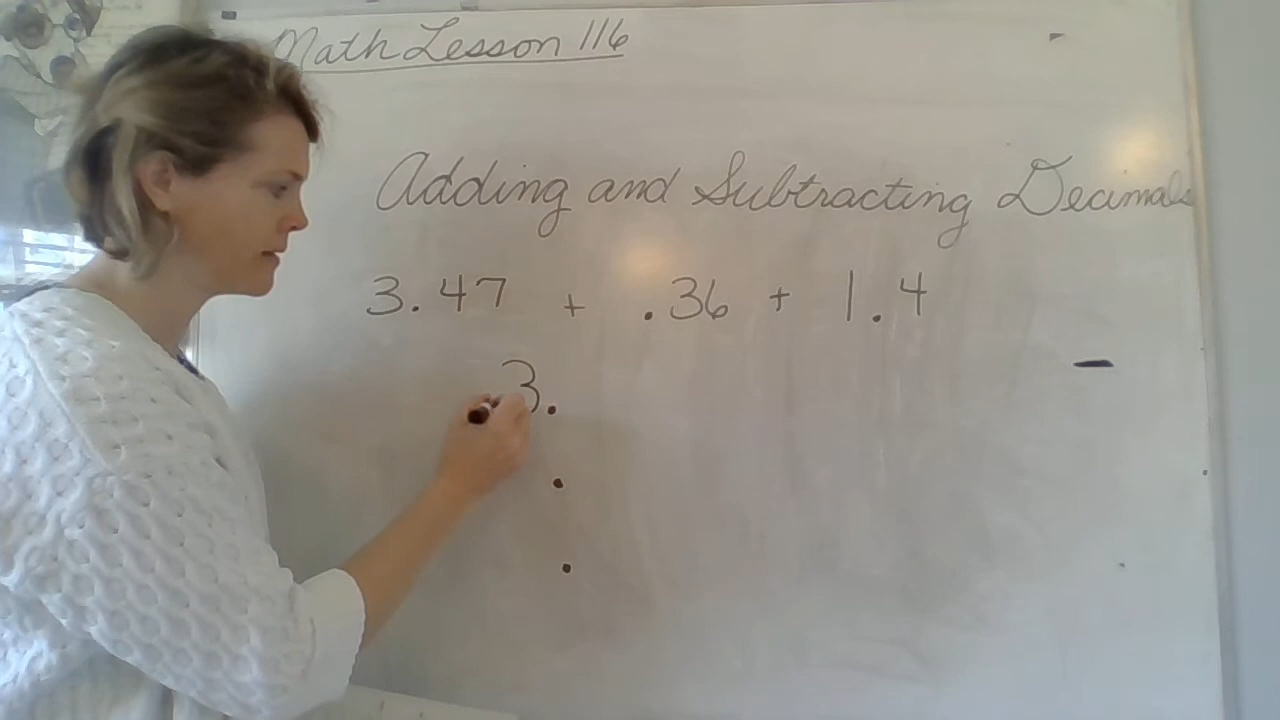 Math Lesson 116
Adding and Subtracting Decimals
3.47 + .36 + 1.4
3.
.
.